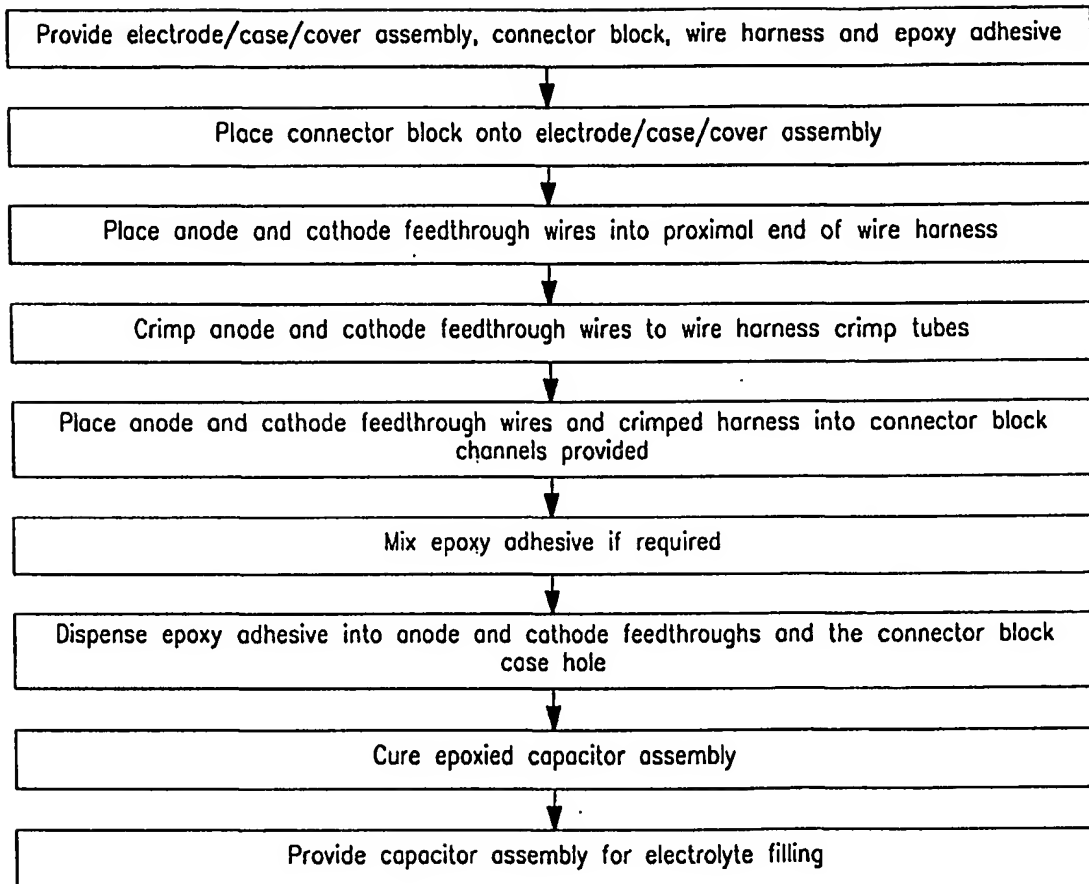 Provide electrode/case/cover assembly, connector block, wire harness and epoxy adhesive
Place connector block onto electrode/case/cover assembly
Place anode and cathode feedthrough wires into proximal end of wire harness
Crimp anode and cathode feedthrough wires to wire harness crimp tubes
Place anode and cathode feedthrough wires and crimped harness into connector block
channels provided
Mix epoxy adhesive if required
Dispense epoxy adhesive into anode and cathode feedthroughs and the connector block
case hole
Cure epoxied capacitor assembly
Provide capacitor assembly for electrolyte filling